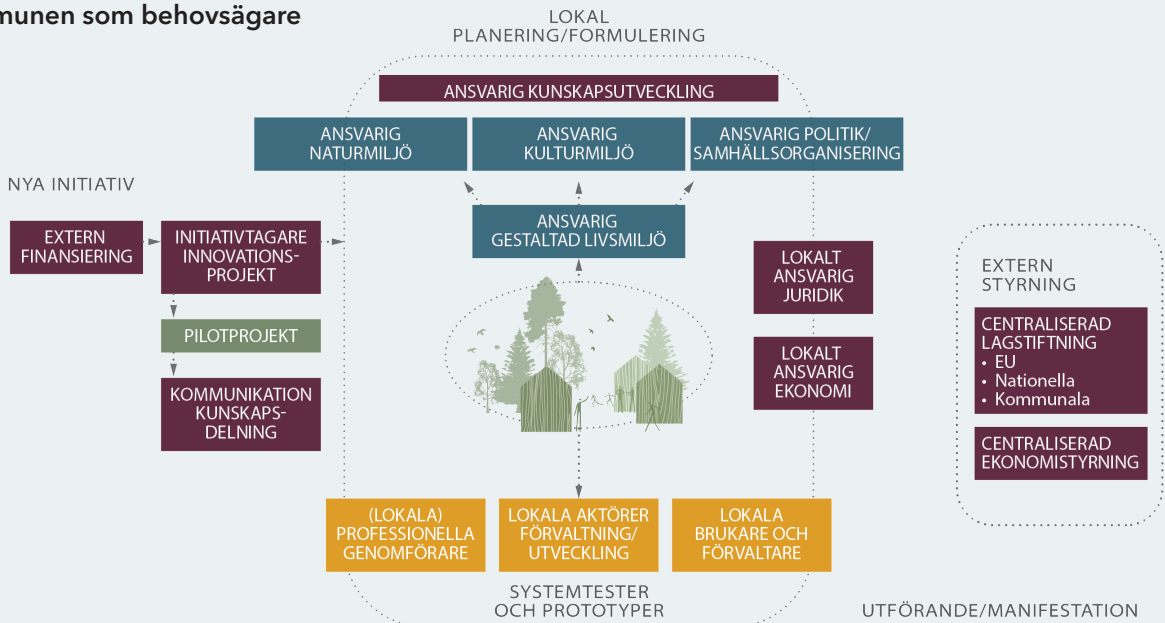 munen som behovsägare
LOKAL
PLANERING/FORMULERING
ANSVARIG KUNSKAPSUTVECKLING
ANSVARIG
NATURMILJÖ
ANSVARIG
KULTURMILJÖ
ANSVARIG POLITIK/
SAMHÄLLSORGANISERING
NYA INITIATIV
EXTERN
FINANSIERING
INITIATIVTAGARE
INNOVATIONS-
PROJEKT
PILOTPROJEKT
KOMMUNIKATION
KUNSKAPS-
DELNING
ANSVARIG
GESTALTAD LIVSMILJÖ
LOKALT
ANSVARIG
JURIDIK
LOKALT
ANSVARIG
EKONOMI
EXTERN
STYRNING
CENTRALISERAD
LAGSTIFTNING
• EU
• Nationella
• Kommunala
CENTRALISERAD
EKONOMISTYRNING
(LOKALA)
PROFESSIONELLA
GENOMFÖRARE
LOKALA AKTÖRER
FÖRVALTNING/
UTVECKLING
LOKALA
BRUKARE OCH
FÖRVALTARE
SYSTEMTESTER
OCH PROTOTYPER
UTFÖRANDE/MANIFESTATION